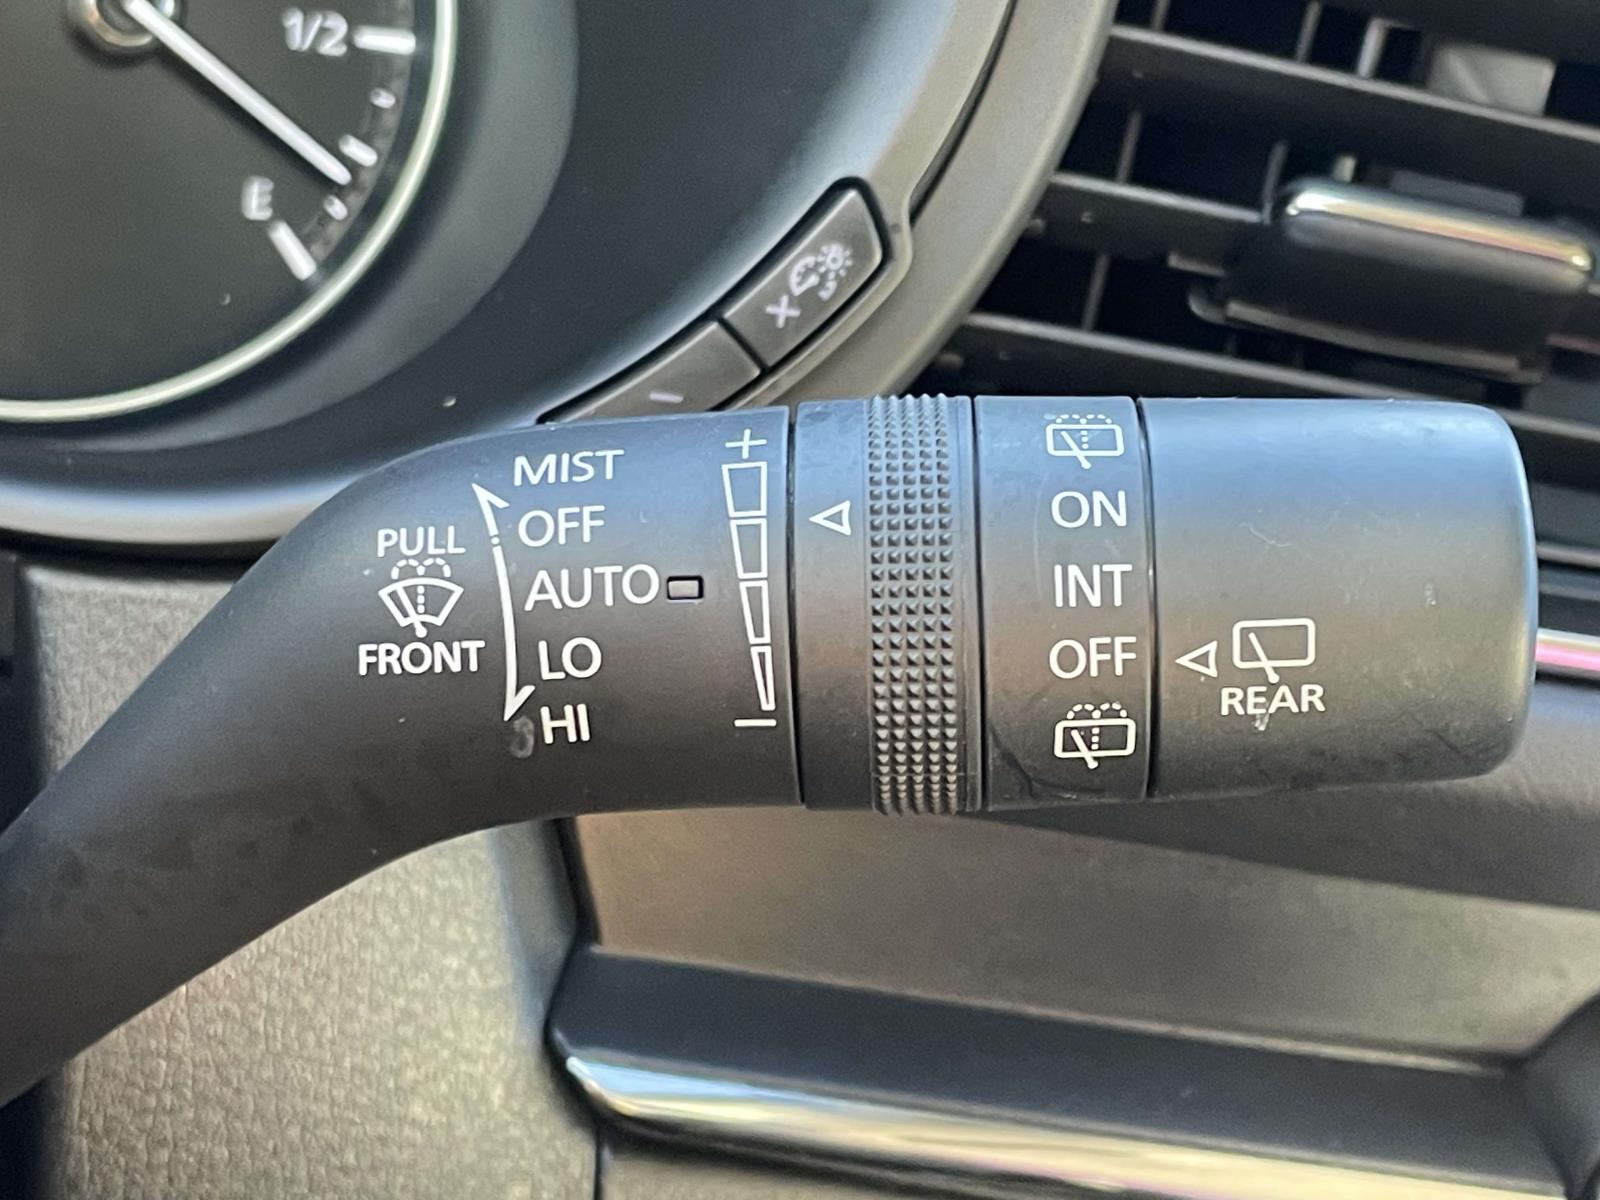 1/2
E
PULL
FRONT
MIST
OFF
AUTO
LO
HI
+
−
ON
INT
OFF
REAR